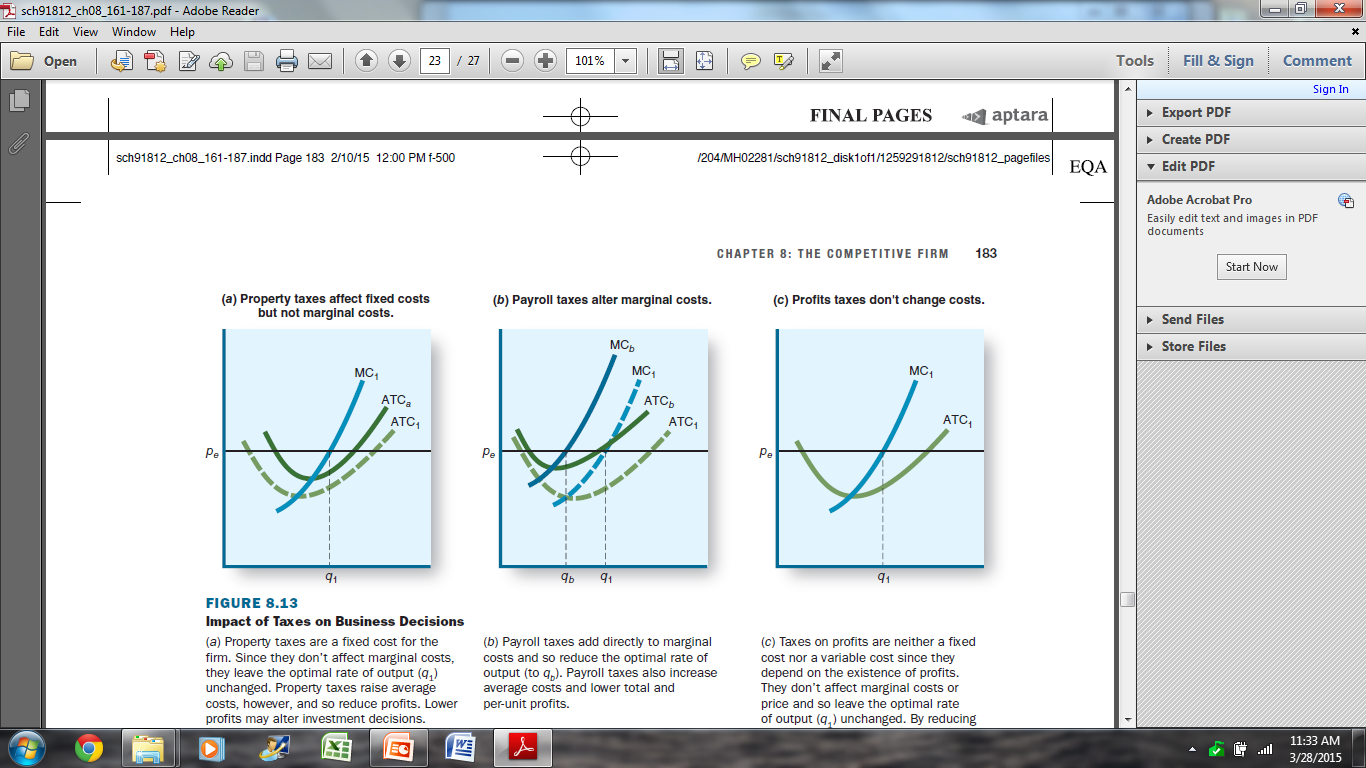 sch91812_ch08_161-187.pdf - Adobe Reader
File Edit View Window Help
Open 23 / 27 101% Tools Fill & Sign Comment
Sign In
Export PDF
Create PDF
Edit PDF
Adobe Acrobat Pro
Easily edit text and images in PDF
documents
Start Now
Send Files
Store Files
FINAL PAGES aptara
sch91812_ch08_161-187.indd Page 183 2/10/15 12:00 PM f-500
/204/MH02281/sch91812_disk1of1/1259291812/sch91812_pagefiles
EQA
CHAPTER 8: THE COMPETITIVE FIRM 183
(a) Property taxes affect fixed costs
but not marginal costs.
MC1
ATCa
ATC1
pe
q1
(b) Payroll taxes alter marginal costs.
MCb
MC1
ATCb
ATC1
pe
qb q1
(c) Profits taxes don't change costs.
MC1
ATC1
pe
q1
FIGURE 8.13
Impact of Taxes on Business Decisions
(a) Property taxes are a fixed cost for the
firm. Since they don't affect marginal costs,
they leave the optimal rate of output (q1)
unchanged. Property taxes raise average
costs, however, and so reduce profits. Lower
profits may alter investment decisions.
(b) Payroll taxes add directly to marginal
costs and so reduce the optimal rate of
output (to qb). Payroll taxes also increase
average costs and lower total and
per-unit profits.
(c) Taxes on profits are neither a fixed
cost nor a variable cost since they
depend on the existence of profits.
They don't affect marginal costs or
price and so leave the optimal rate
of output (q1) unchanged. By reducing
11:33 AM
3/28/2015